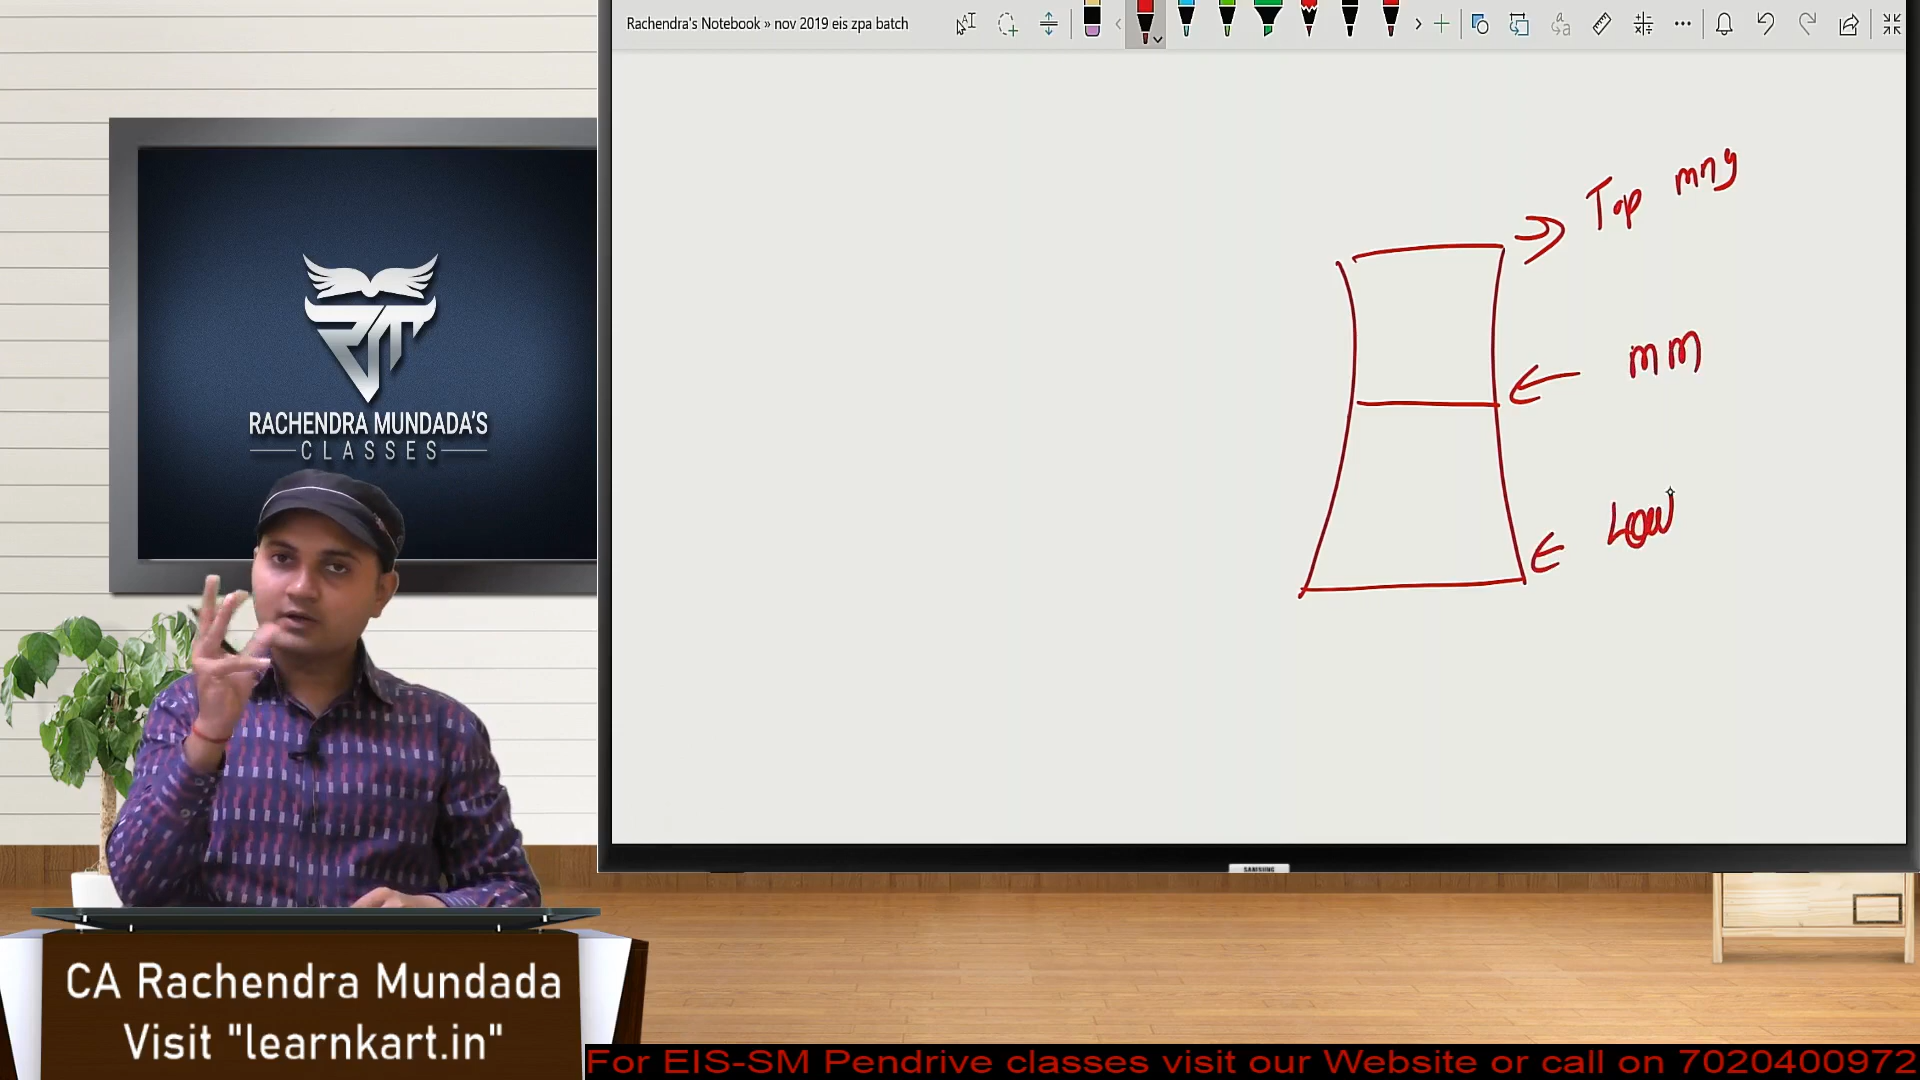 Rachendra's Notebook » nov 2019 eis zpa batch
Top mng
mm
Low
RACHENDRA MUNDADA'S
CLASSES
SAMSUNG
CA Rachendra Mundada
Visit "learnkart.in"
For EIS-SM Pendrive classes visit our Website or call on 7020400972